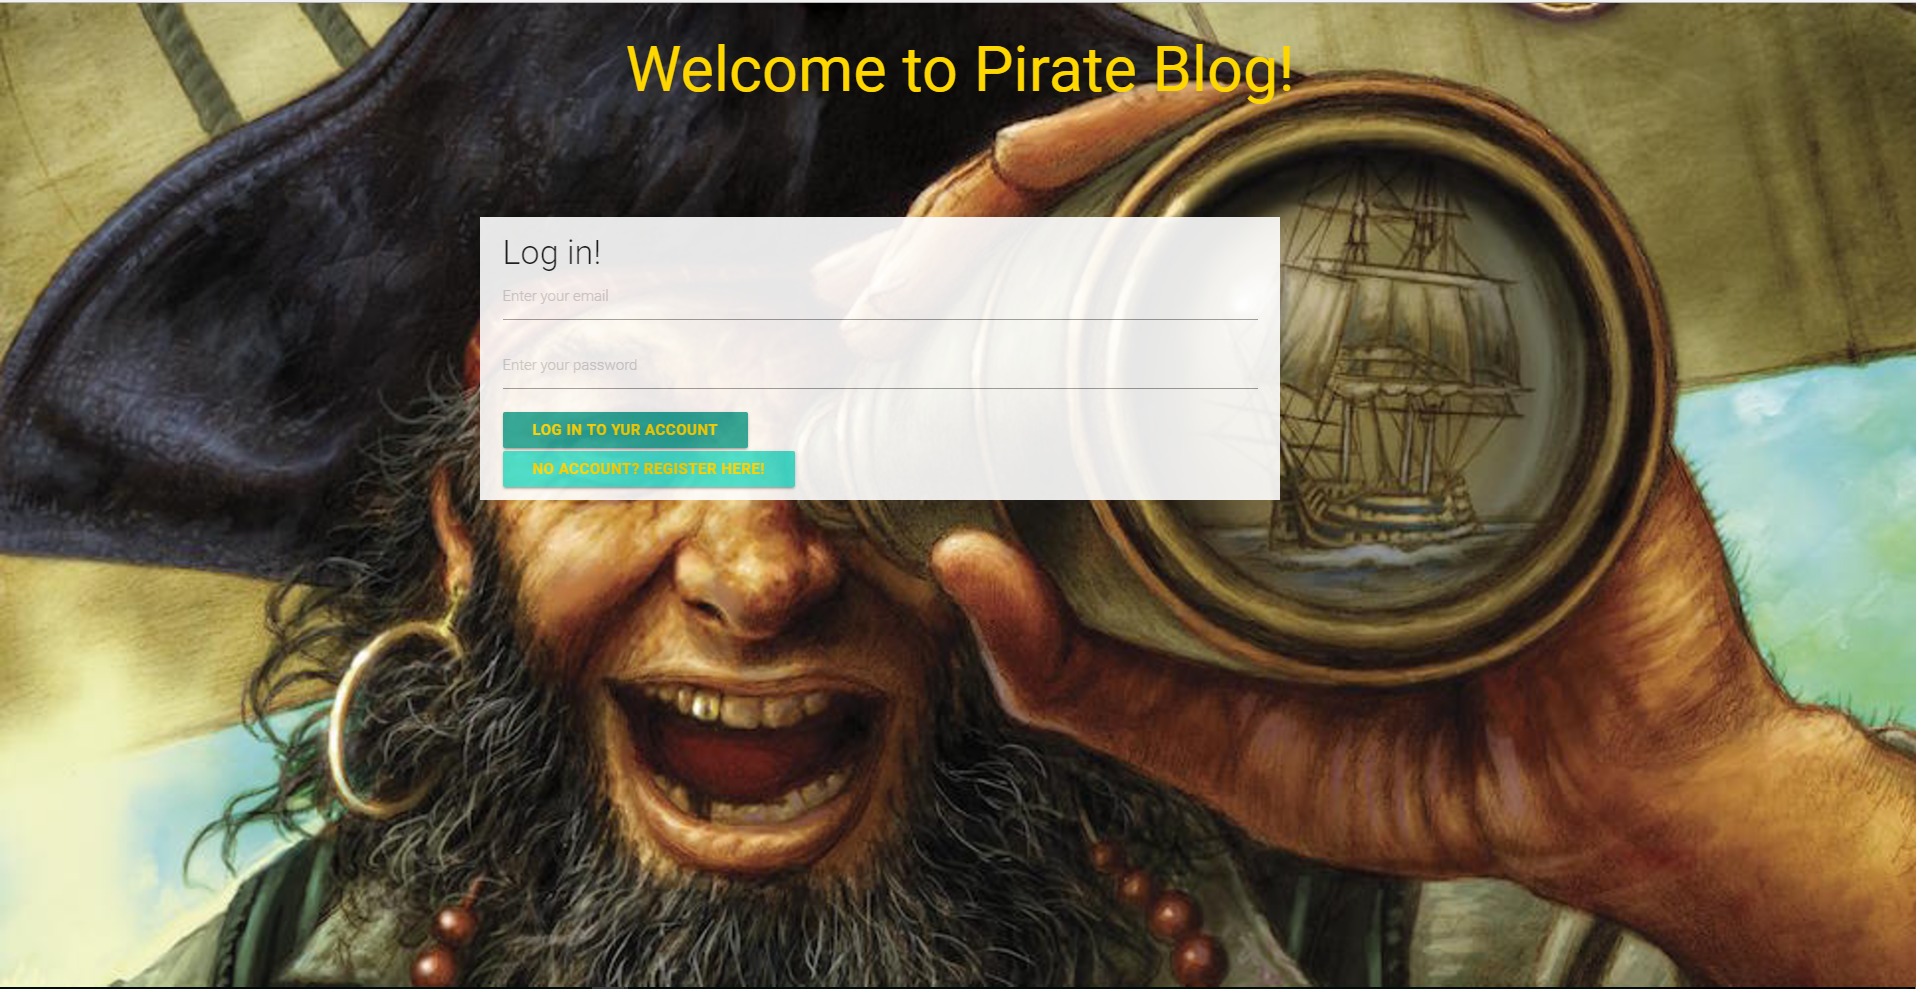 Welcome to Pirate Blog!
Log in!
Enter your email
Enter your password
LOG IN TO YUR ACCOUNT
NO ACCOUNT? REGISTER HERE!